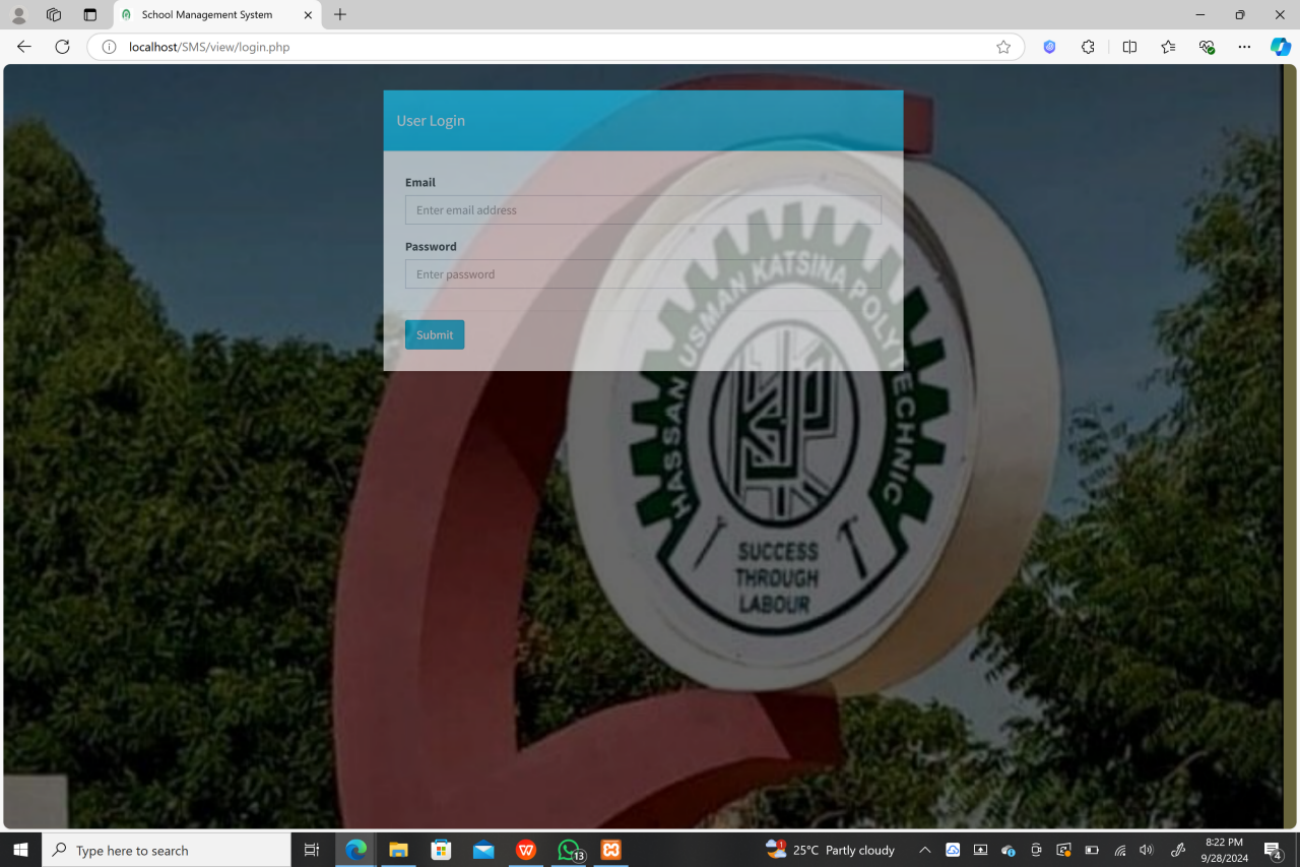 School Management System
localhost/SMS/view/login.php
User Login
Email
Enter email address
Password
Enter password
Submit
HASSAN USMAN KATSINA POLYTECHNIC
SUCCESS
THROUGH
LABOUR
Type here to search
13
1
25°C Partly cloudy
8:22 PM
9/28/2024
4